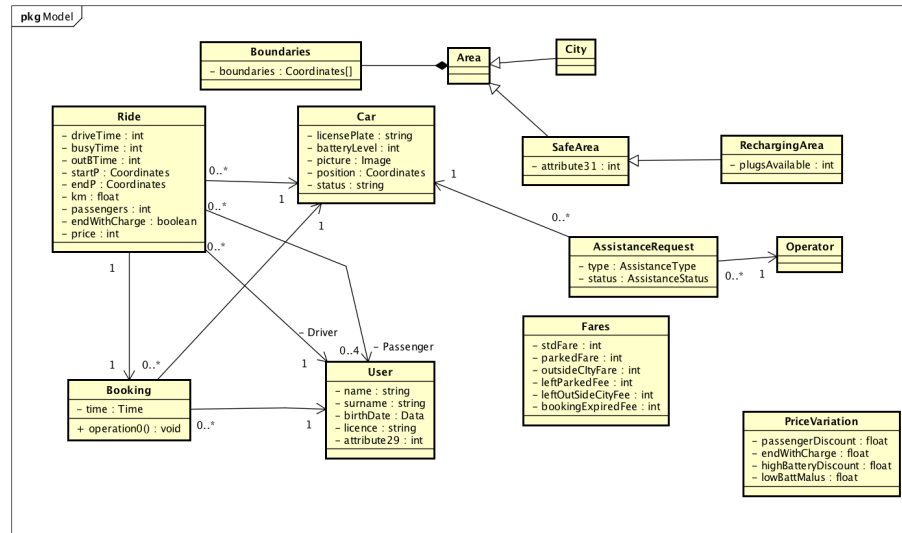 pkg Model
Boundaries
- boundaries : Coordinates[]
Area
City
Ride
- driveTime : int
- busyTime : int
- outBTime : int
- startP : Coordinates
- endP : Coordinates
- km : float
- passengers : int
- endWithCharge : boolean
- price : int
Car
- licensePlate : string
- batteryLevel : int
- picture : Image
- position : Coordinates
- status : string
SafeArea
- attribute31 : int
RechargingArea
- plugsAvailable : int
0..*
1
0..*
1
0..*
1
0..*
AssistanceRequest
- type : AssistanceType
- status : AssistanceStatus
0..*
1
Operator
1
1
0..*
- Driver
1
0..4
- Passenger
Fares
- stdFare : int
- parkedFare : int
- outsideCItyFare : int
- leftParkedFee : int
- leftOutSideCityFee : int
- bookingExpiredFee : int
Booking
- time : Time
+ operation0() : void
0..*
1
User
- name : string
- surname : string
- birthDate : Data
- licence : string
- attribute29 : int
PriceVariation
- passengerDiscount : float
- endWithCharge : float
- highBatteryDiscount : float
- lowBattMalus : float